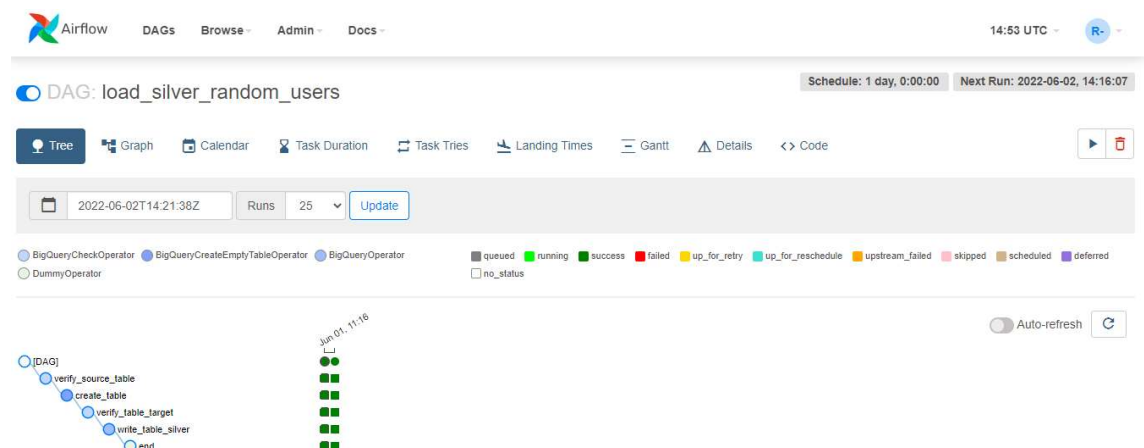 Airflow DAGs Browse Admin Docs 14:53 UTC R-
Schedule: 1 day, 0:00:00 Next Run: 2022-06-02, 14:16:07
DAG: load_silver_random_users
Tree Graph Calendar Task Duration Task Tries Landing Times Gantt Details <> Code
2022-06-02T14:21:38Z Runs 25 Update
BigQueryCheckOperator BigQueryCreateEmptyTableOperator BigQueryOperator queued running success failed up_for_retry up_for_reschedule upstream_failed skipped scheduled deferred
DummyOperator no_status
Jun 01, 11:16
Auto-refresh
[DAG]
verify_source_table
create_table
verify_table_target
write_table_silver
end